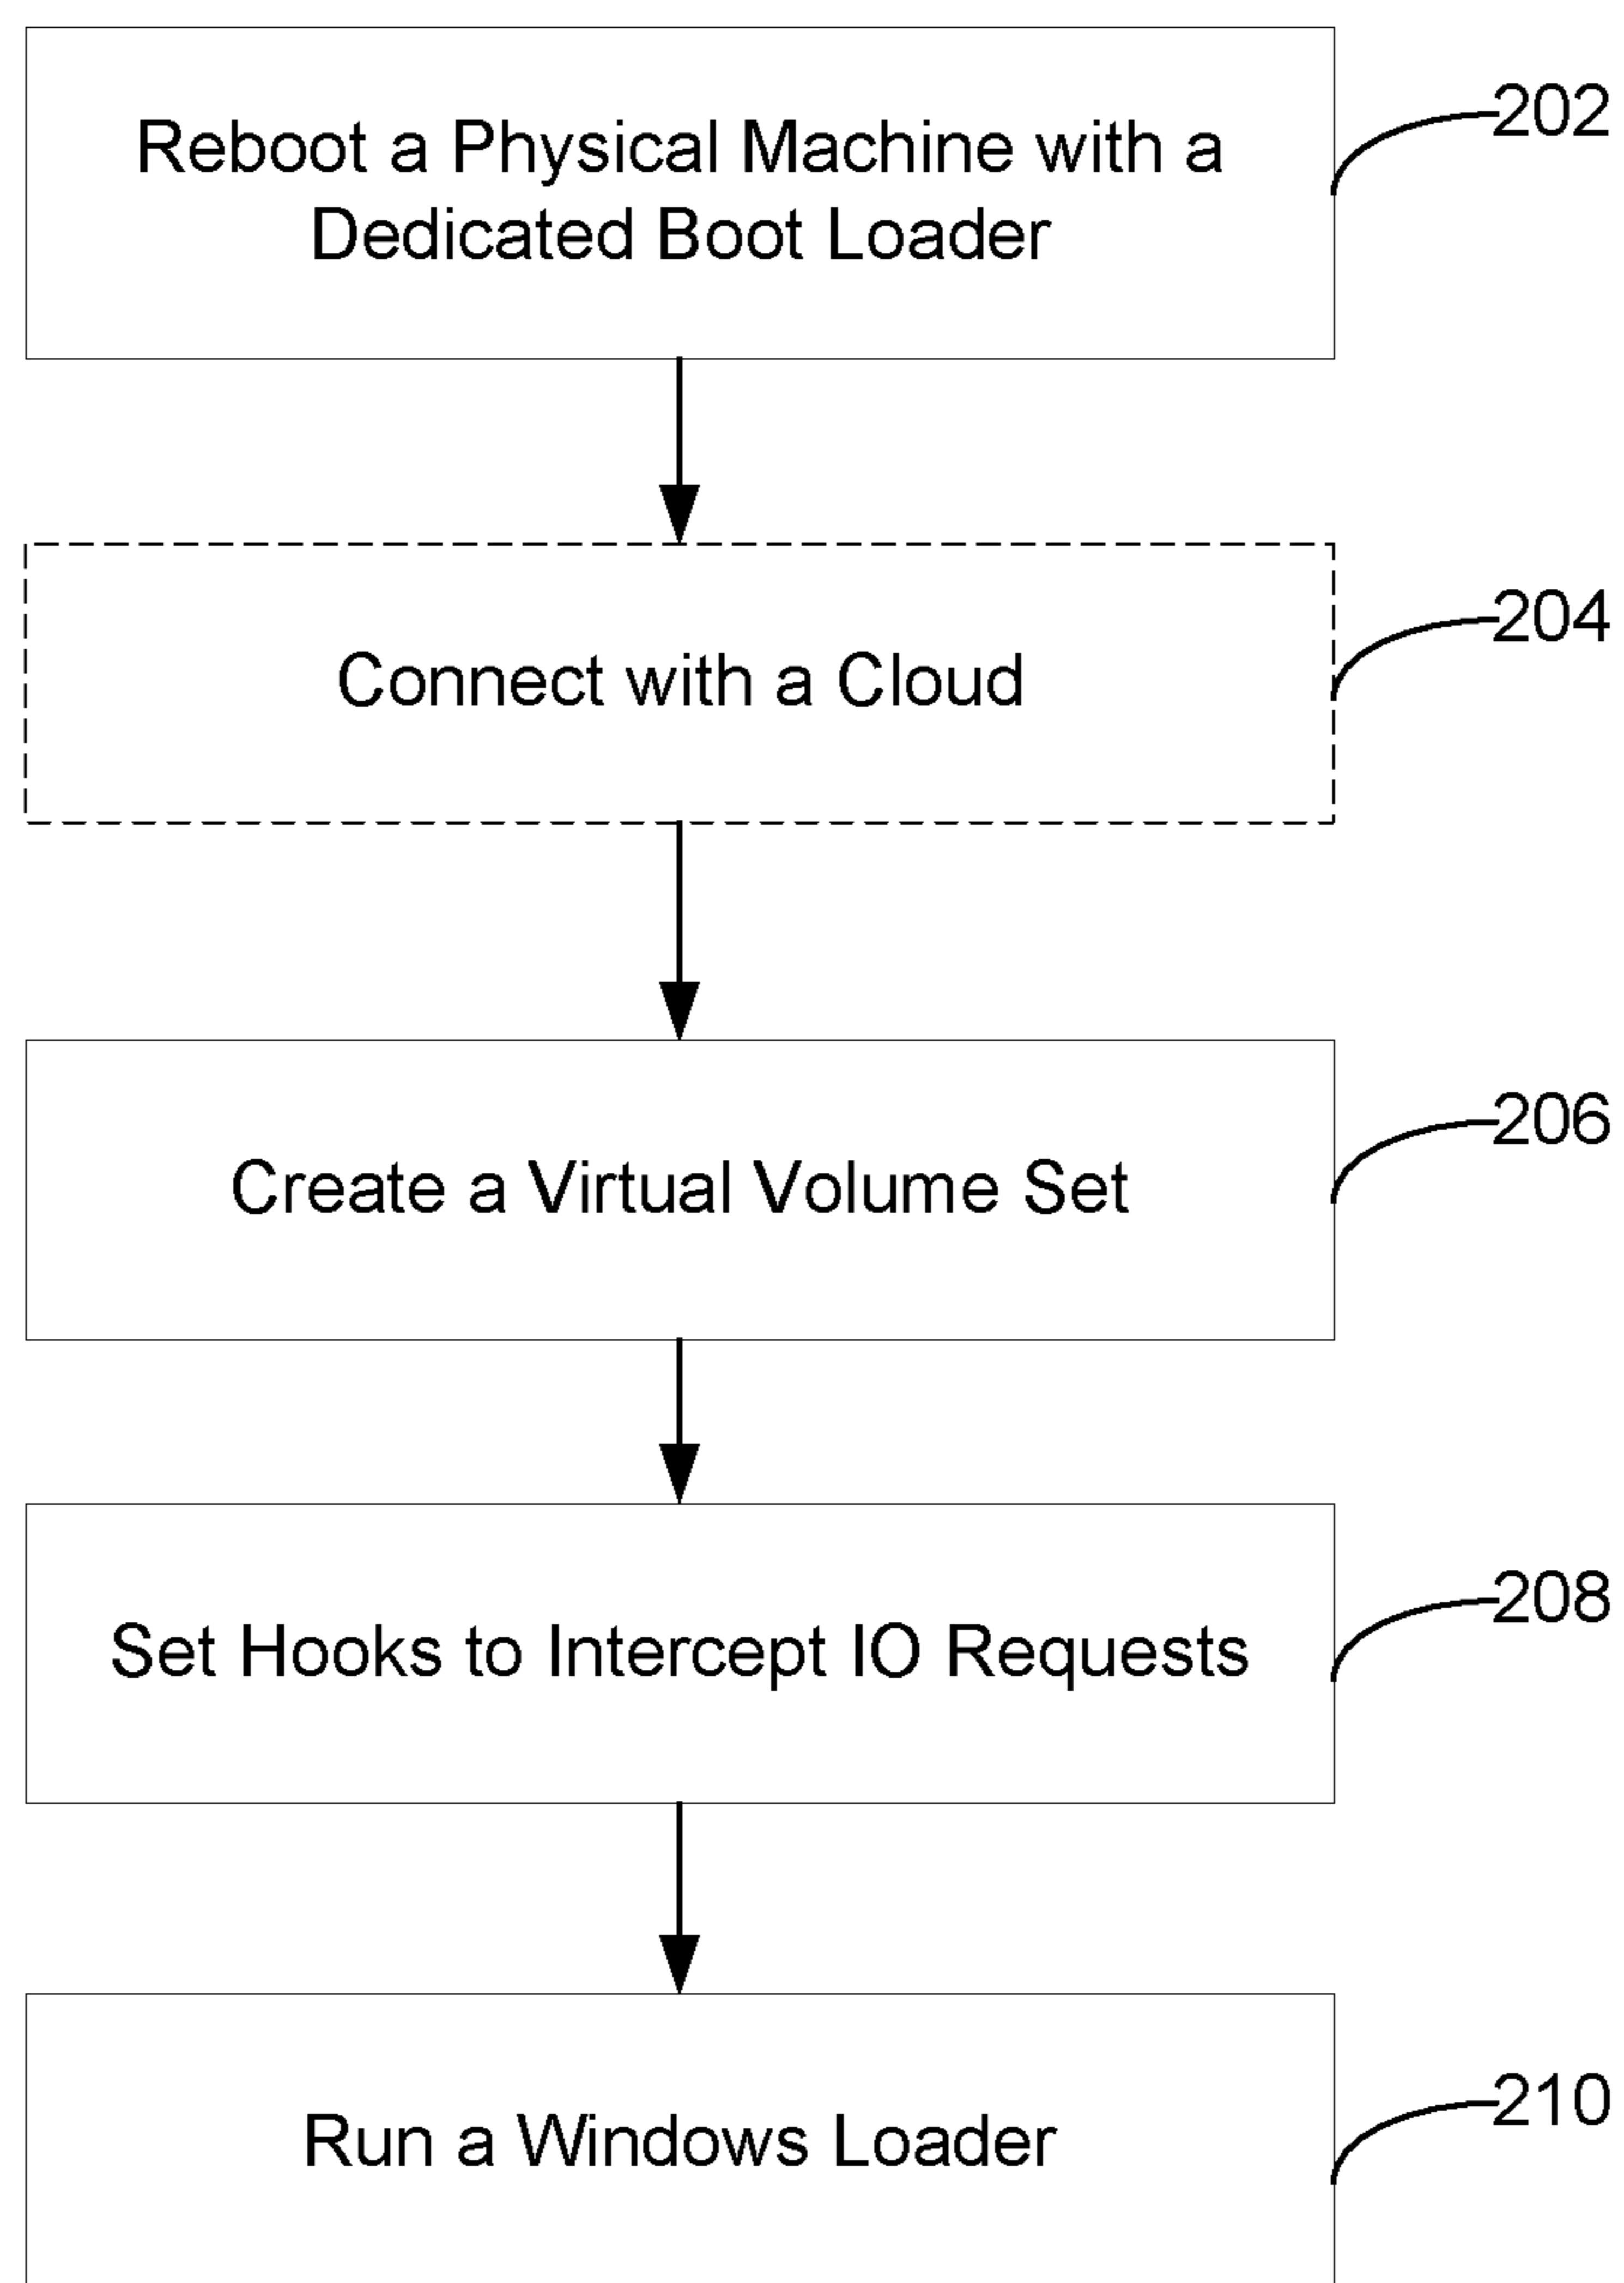 Reboot a Physical Machine with a
Dedicated Boot Loader
202
Connect with a Cloud
204
Create a Virtual Volume Set
206
Set Hooks to Intercept IO Requests
208
Run a Windows Loader
210